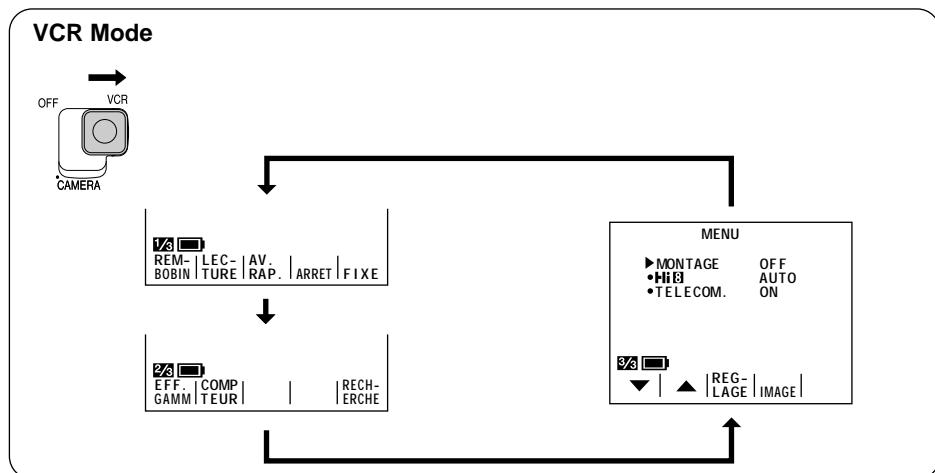 VCR Mode
OFF VCR
CAMERA
1/3
REM- LEC- AV.
BOBIN TURE RAP. ARRET FIXE
2/3
EFF. COMP RECH-
GAMM TEUR ERCHE
MENU
MONTAGE OFF
•Hi8 AUTO
•TELECOM. ON
3/3
REG-
LAGE IMAGE